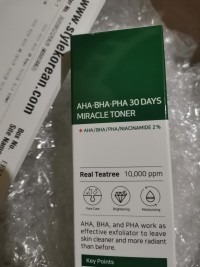 www.stylekorean.com
Box No.
AHA·BHA·PHA 30 DAYS
MIRACLE TONER
+ AHA/BHA/PHA/NIACINAMIDE 2%
Real Teatree 10,000 ppm
Pore Care
Brightening
Moisturizing
AHA, BHA, and PHA work as
effective exfoliator to leave
skin cleaner and more radiant
than before.
Key Points